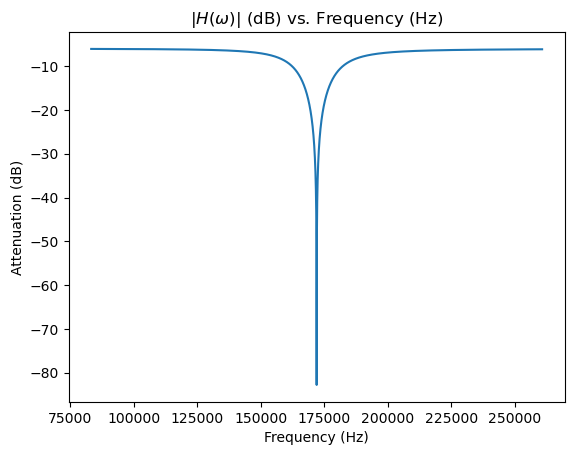 |H(ω)| (dB) vs. Frequency (Hz)
Attenuation (dB)
−10
−20
−30
−40
−50
−60
−70
−80
75000 100000 125000 150000 175000 200000 225000 250000
Frequency (Hz)